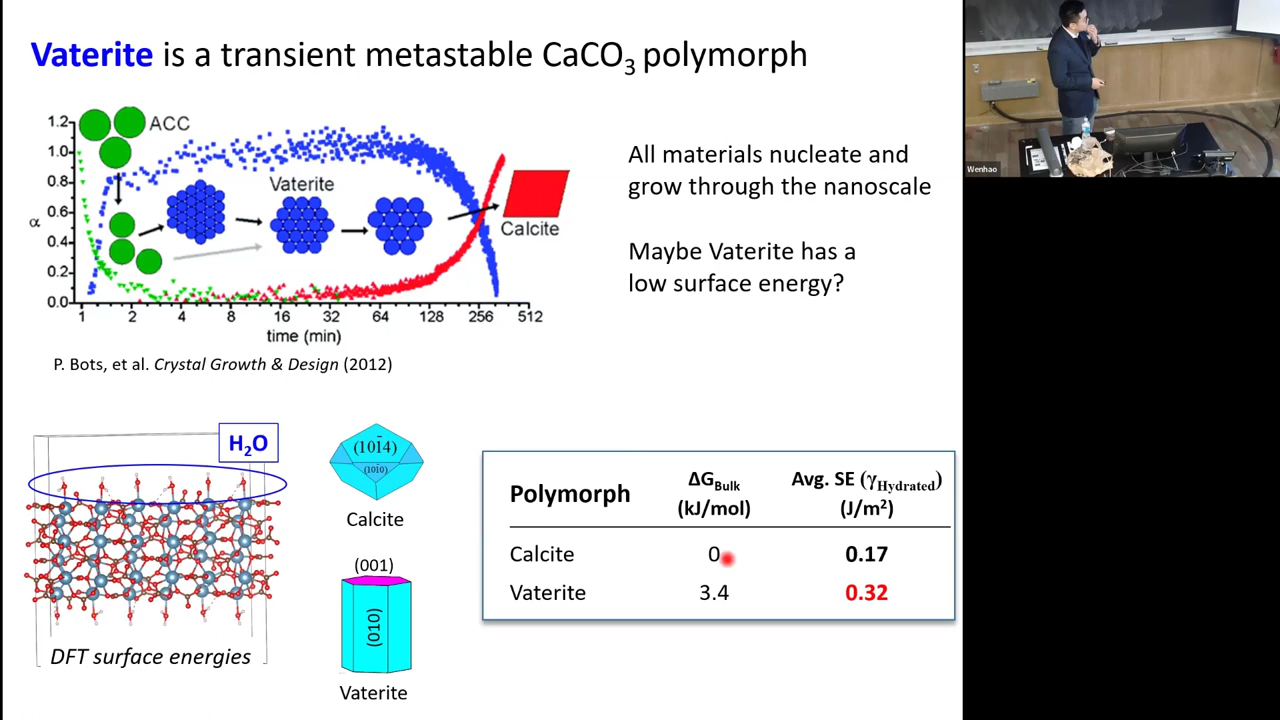 Vaterite is a transient metastable CaCO₃ polymorph
1.2
1.0
0.8
0.6
0.4
0.2
0.0
α
ACC
Vaterite
Calcite
1 2 4 8 16 32 64 128 256 512
time (min)
P. Bots, et al. Crystal Growth & Design (2012)
All materials nucleate and
grow through the nanoscale
Maybe Vaterite has a
low surface energy?
Wenhao
H₂O
DFT surface energies
(101̄4)
(101̄0)
Calcite
(001)
(010)
Vaterite
Polymorph ΔG_Bulk (kJ/mol) Avg. SE (γ_Hydrated) (J/m²)
Calcite 0 0.17
Vaterite 3.4 0.32